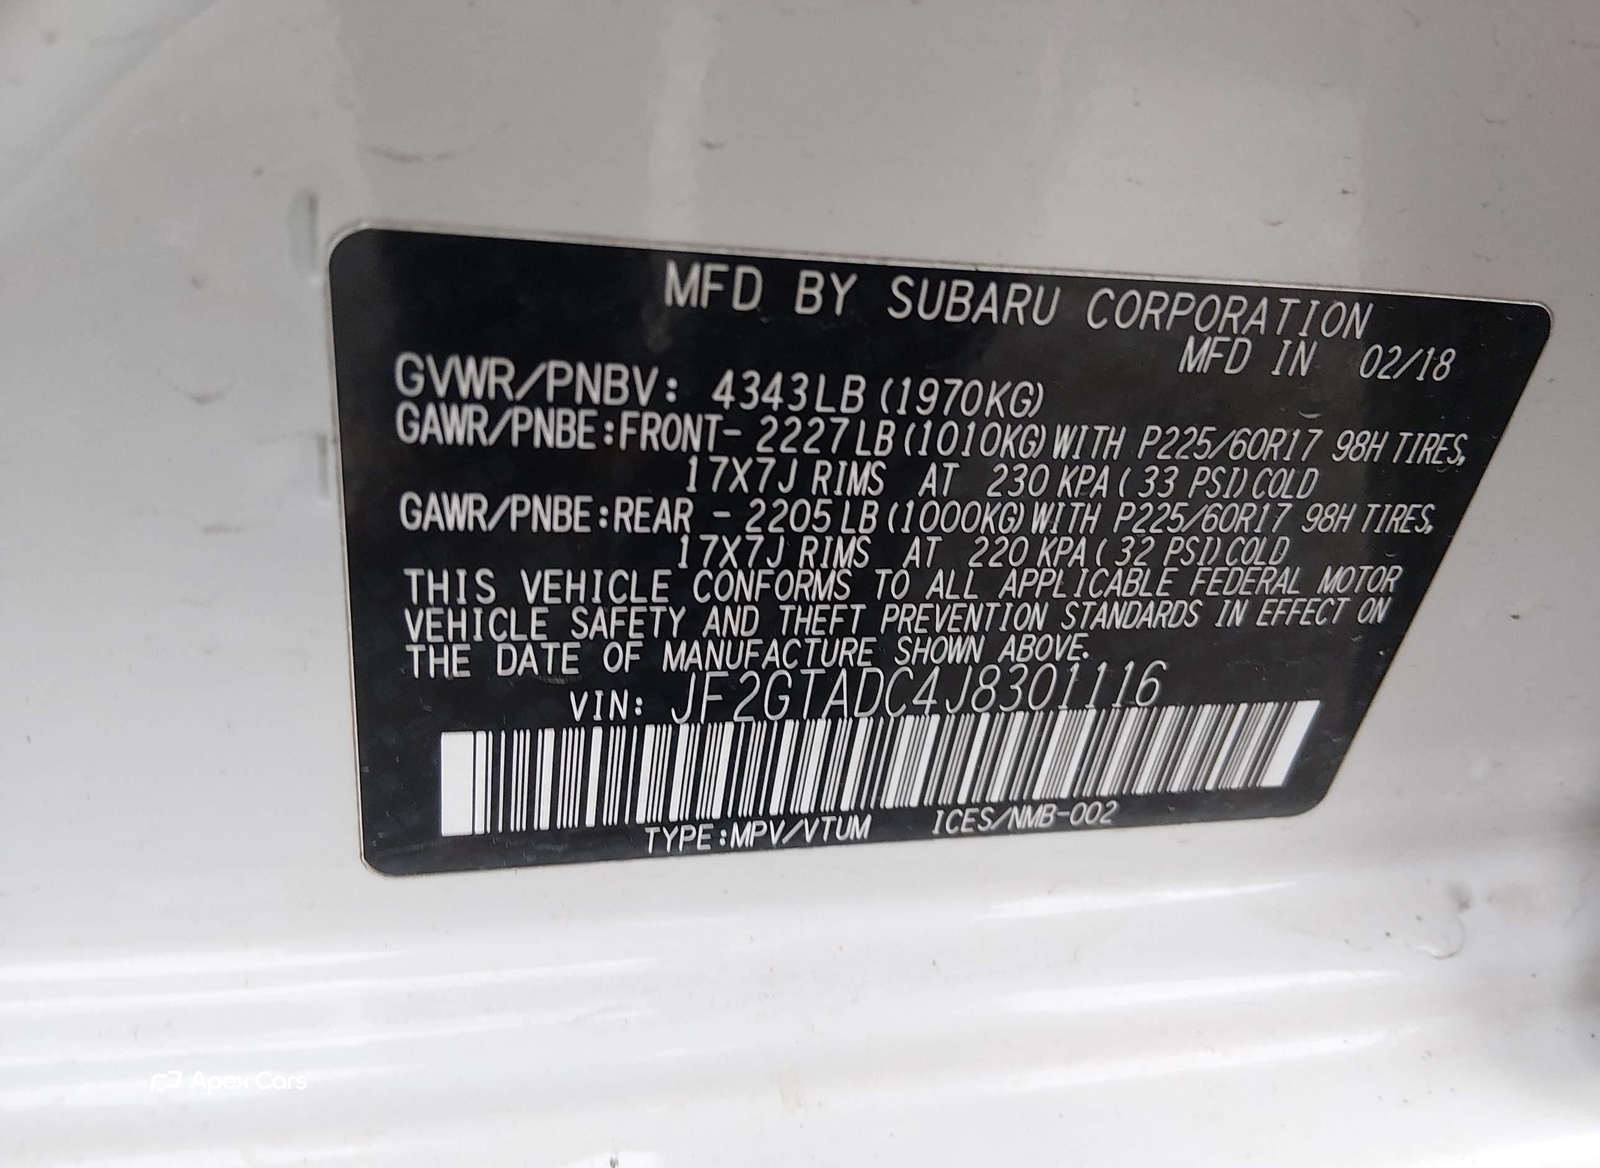 MFD BY SUBARU CORPORATION
MFD IN 02/18
GVWR/PNBV: 4343LB (1970KG)
GAWR/PNBE:FRONT- 2227LB (1010KG) WITH P225/60R17 98H TIRES,
17X7J RIMS AT 230 KPA ( 33 PSI) COLD
GAWR/PNBE:REAR - 2205LB (1000KG) WITH P225/60R17 98H TIRES,
17X7J RIMS AT 220 KPA ( 32 PSI) COLD
THIS VEHICLE CONFORMS TO ALL APPLICABLE FEDERAL MOTOR
VEHICLE SAFETY AND THEFT PREVENTION STANDARDS IN EFFECT ON
THE DATE OF MANUFACTURE SHOWN ABOVE.
VIN: JF2GTADC4J8301116
TYPE:MPV/VTUM ICES/NMB-002
Apex Cars